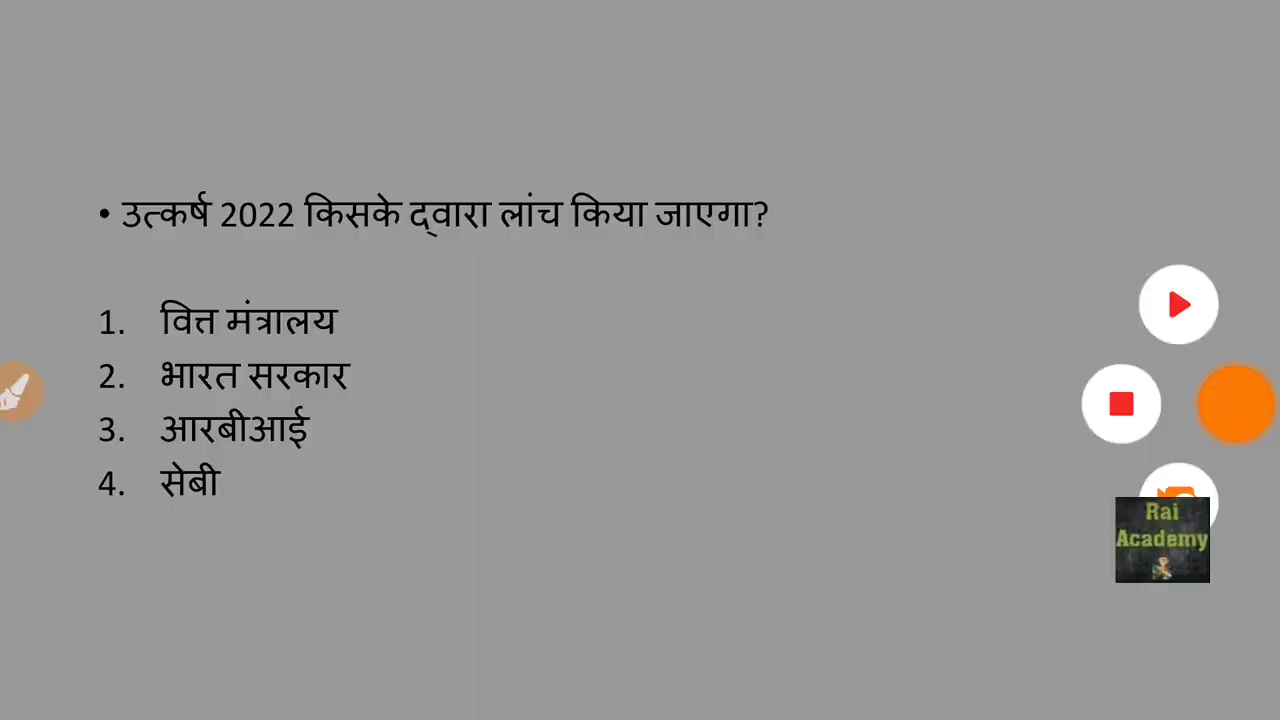 • उत्कर्ष 2022 किसके द्वारा लांच किया जाएगा?
1. वित्त मंत्रालय
2. भारत सरकार
3. आरबीआई
4. सेबी
Rai
Academy